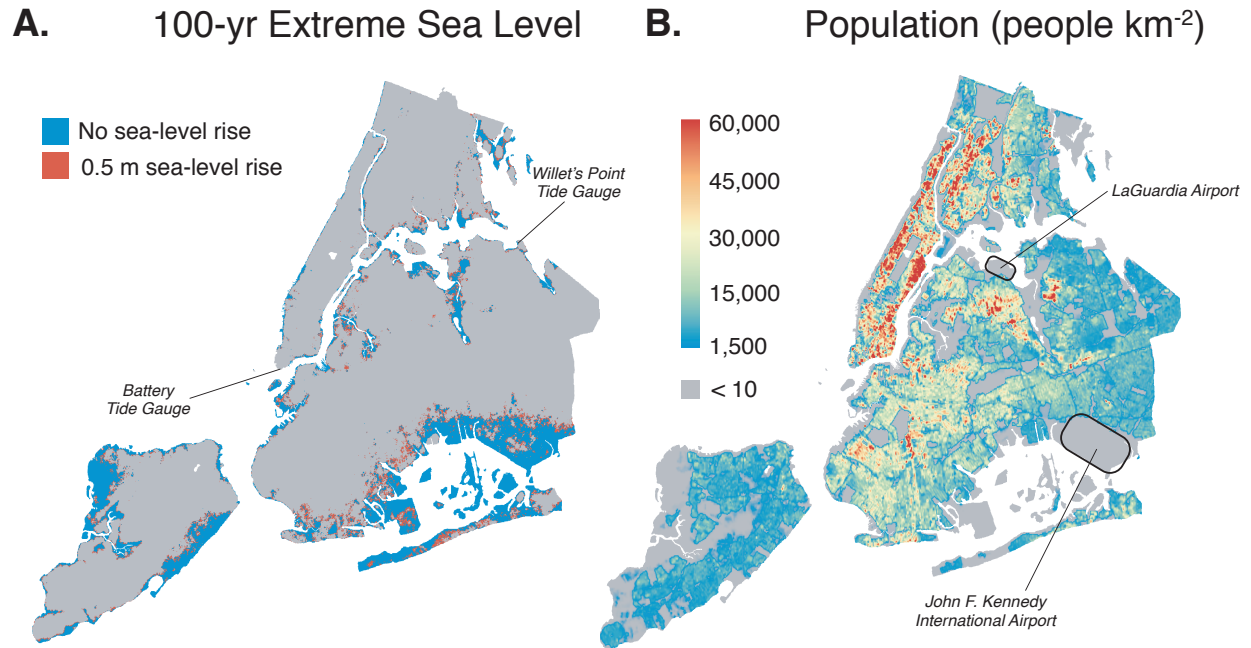 A.
100-yr Extreme Sea Level
No sea-level rise
0.5 m sea-level rise
Willet's Point
Tide Gauge
Battery
Tide Gauge
B.
Population (people km⁻²)
60,000
45,000
30,000
15,000
1,500
< 10
LaGuardia Airport
John F. Kennedy
International Airport